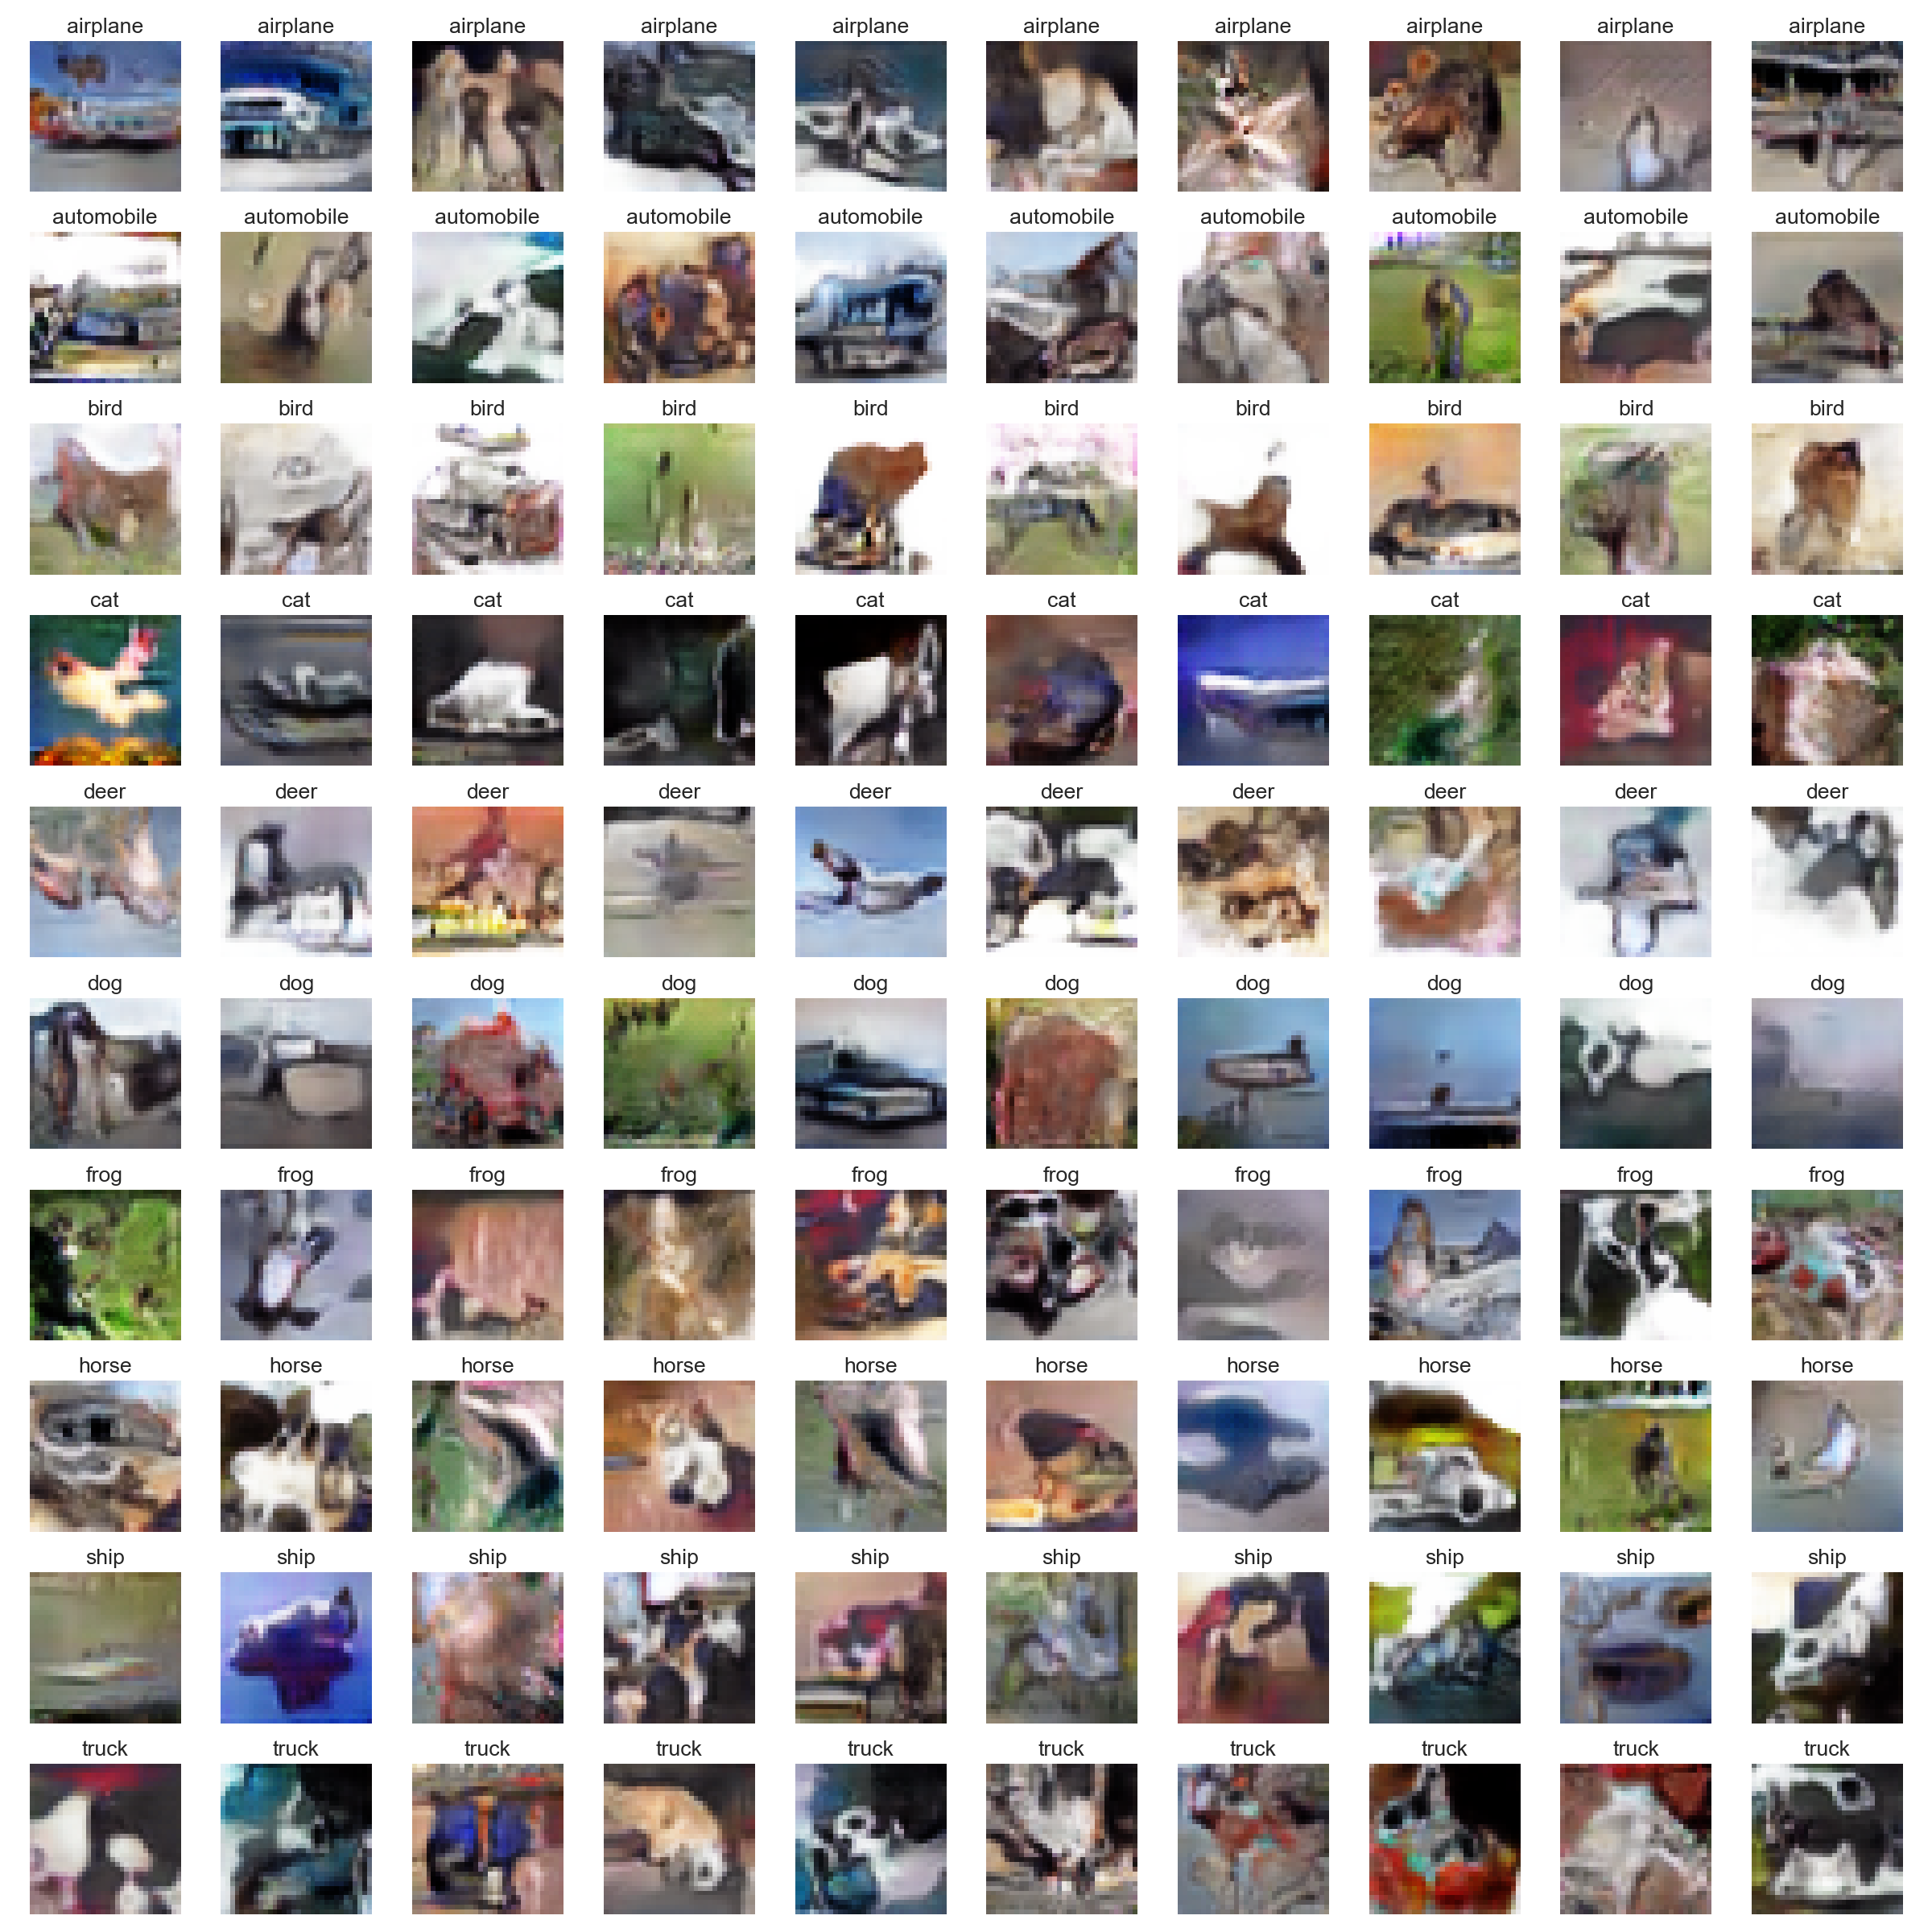 airplane airplane airplane airplane airplane airplane airplane airplane airplane airplane
automobile automobile automobile automobile automobile automobile automobile automobile automobile automobile
bird bird bird bird bird bird bird bird bird bird
cat cat cat cat cat cat cat cat cat cat
deer deer deer deer deer deer deer deer deer deer
dog dog dog dog dog dog dog dog dog dog
frog frog frog frog frog frog frog frog frog frog
horse horse horse horse horse horse horse horse horse horse
ship ship ship ship ship ship ship ship ship ship
truck truck truck truck truck truck truck truck truck truck